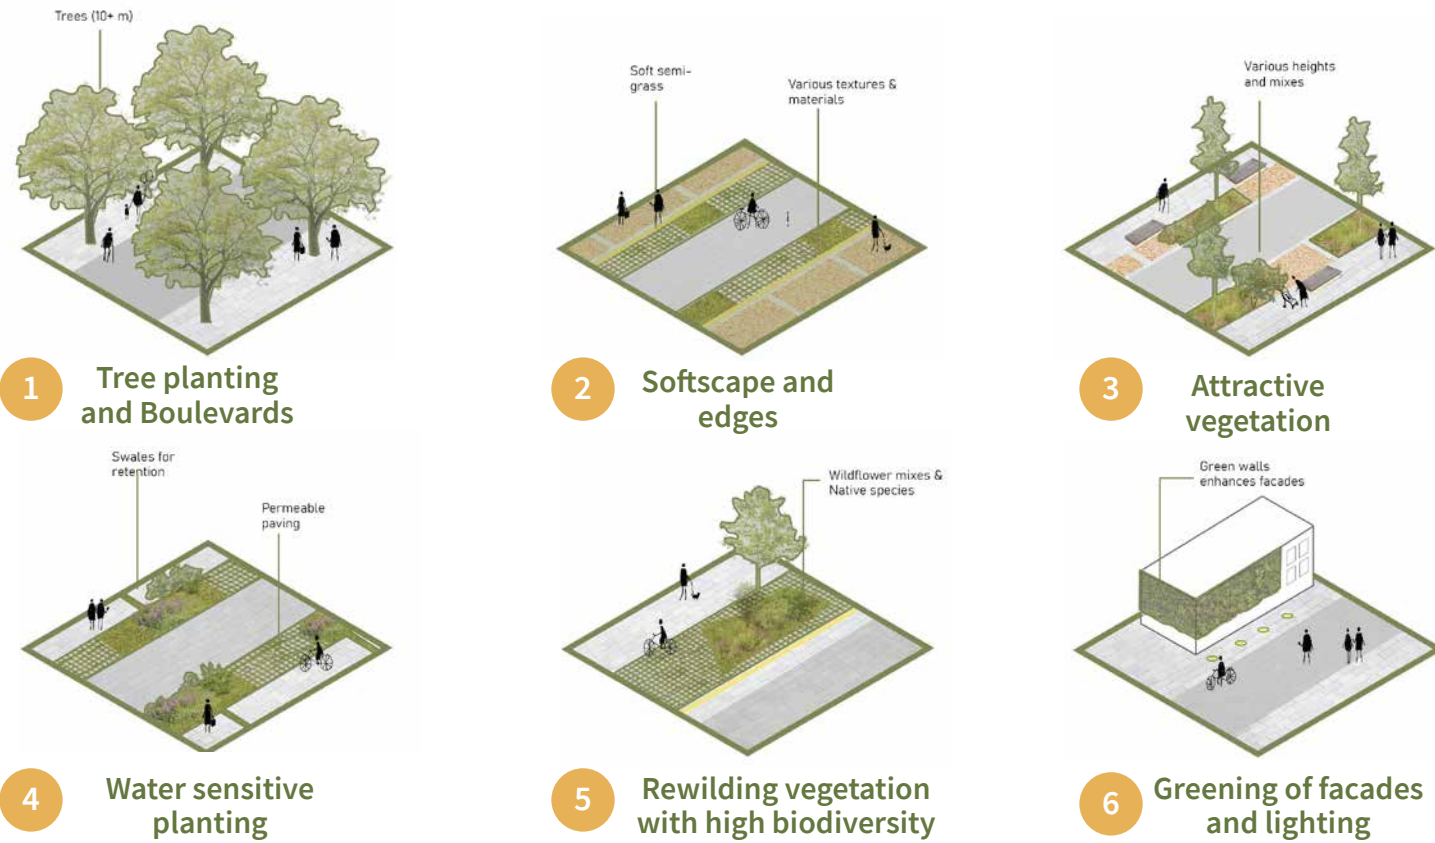 Trees (10+ m)
Soft semi-
grass
Various textures &
materials
Various heights
and mixes
1
Tree planting
and Boulevards
2
Softscape and
edges
3
Attractive
vegetation
Swales for
retention
Permeable
paving
Wildflower mixes &
Native species
Green walls
enhances facades
4
Water sensitive
planting
5
Rewilding vegetation
with high biodiversity
6
Greening of facades
and lighting